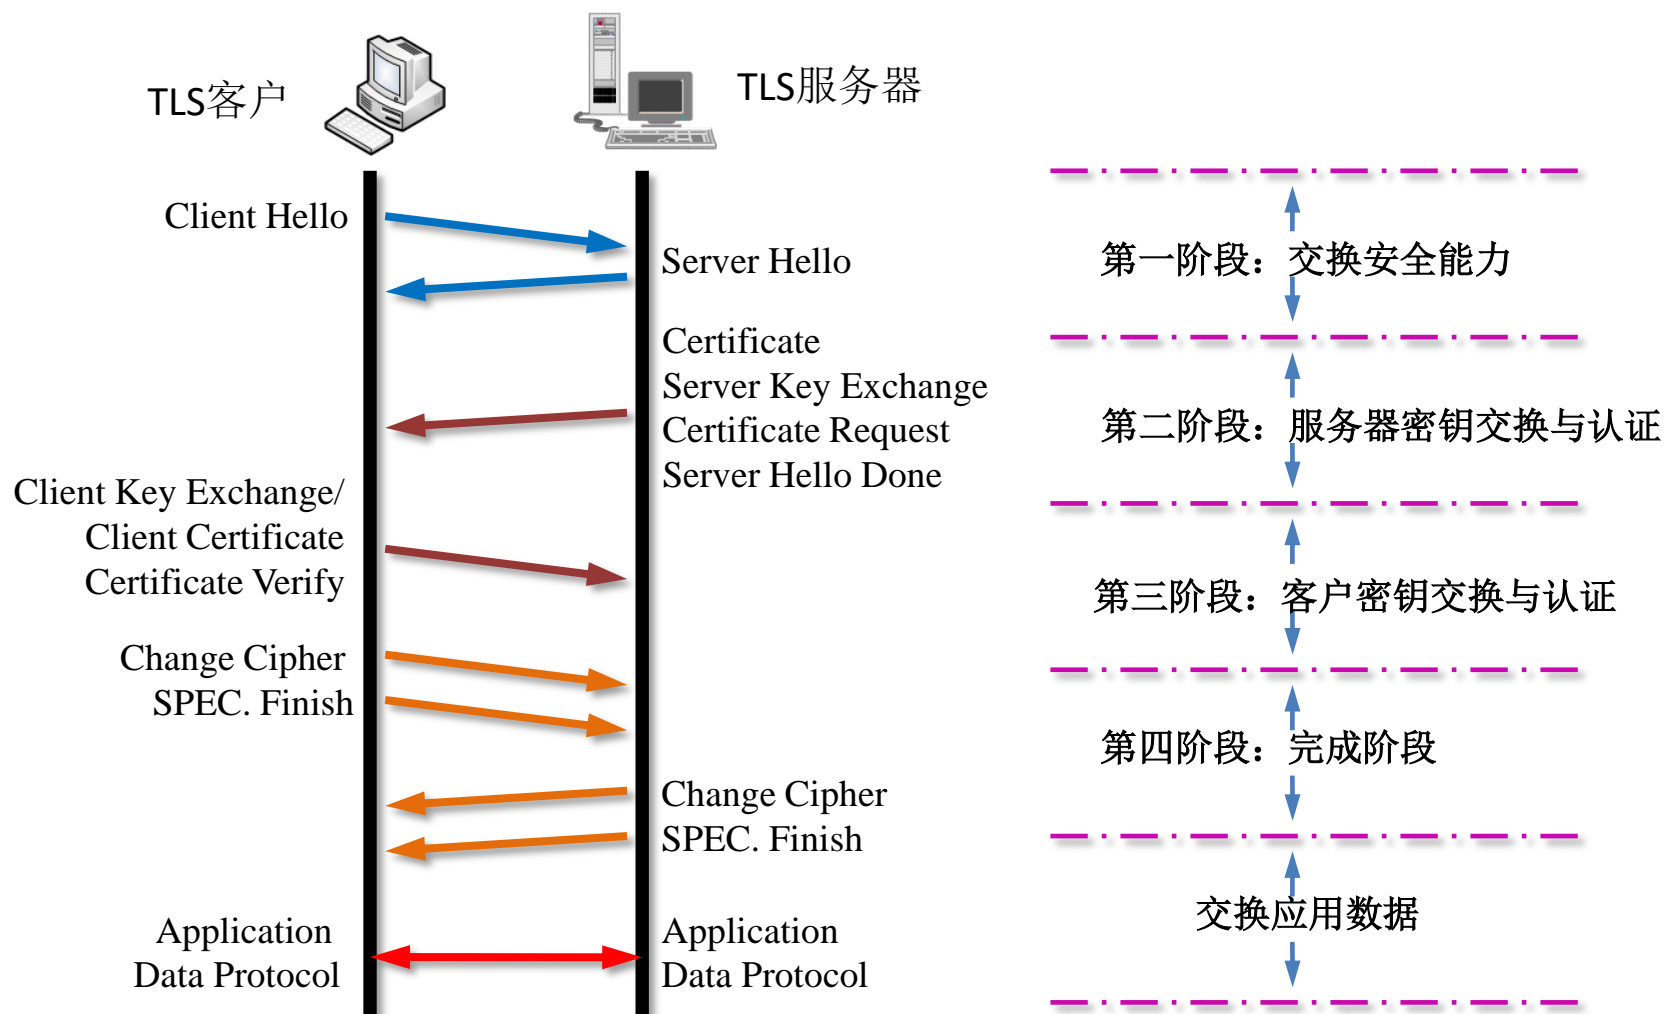 TLS客户
TLS服务器
Client Hello
Server Hello
第一阶段：交换安全能力
Certificate
Server Key Exchange
Certificate Request
Server Hello Done
第二阶段：服务器密钥交换与认证
Client Key Exchange/
Client Certificate
Certificate Verify
第三阶段：客户密钥交换与认证
Change Cipher
SPEC. Finish
第四阶段：完成阶段
Change Cipher
SPEC. Finish
Application
Data Protocol
Application
Data Protocol
交换应用数据